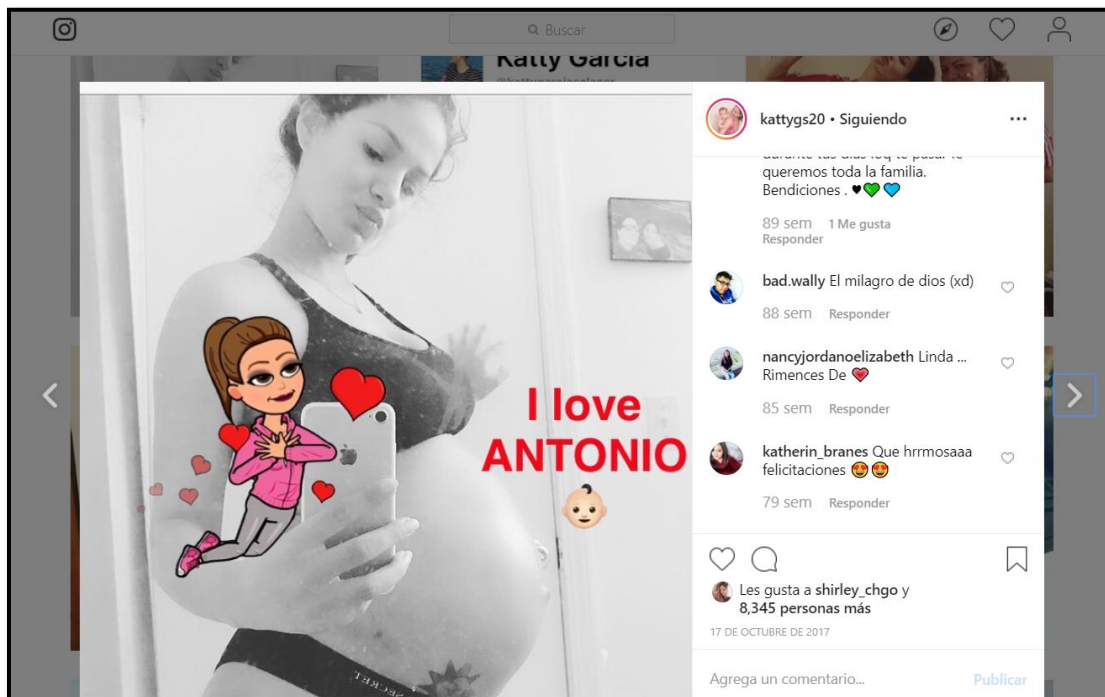 Buscar
Katty García
kattygs20 • Siguiendo
queremos toda la familia.
Bendiciones .
89 sem 1 Me gusta
Responder
bad.wally El milagro de dios (xd)
88 sem Responder
nancyjordanoelizabeth Linda ...
Rimences De
85 sem Responder
katherin_branes Que hrrmosaaa
felicitaciones
79 sem Responder
Les gusta a shirley_chgo y
8,345 personas más
17 DE OCTUBRE DE 2017
Agrega un comentario... Publicar
I love
ANTONIO
SECRET